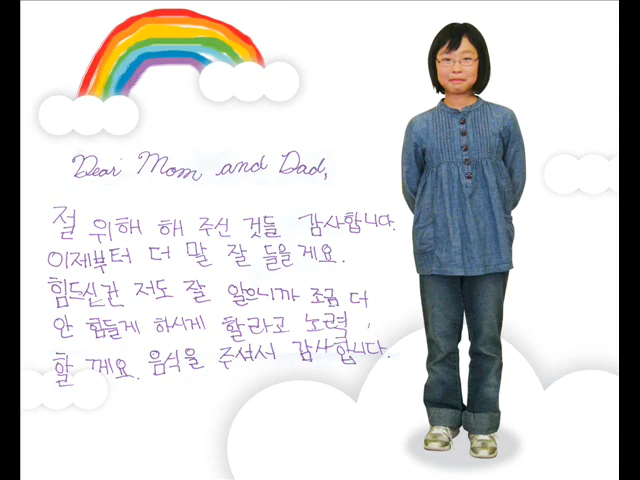 Dear Mom and Dad,
절 위해 해 주신 것들 감사합니다.
이제부터 더 말 잘 들을게요.
힘드신건 저도 잘 알으니까 조금 더
안 힘들게 하시게 할라고 노력
할 께요. 음식을 주셔서 감사합니다.